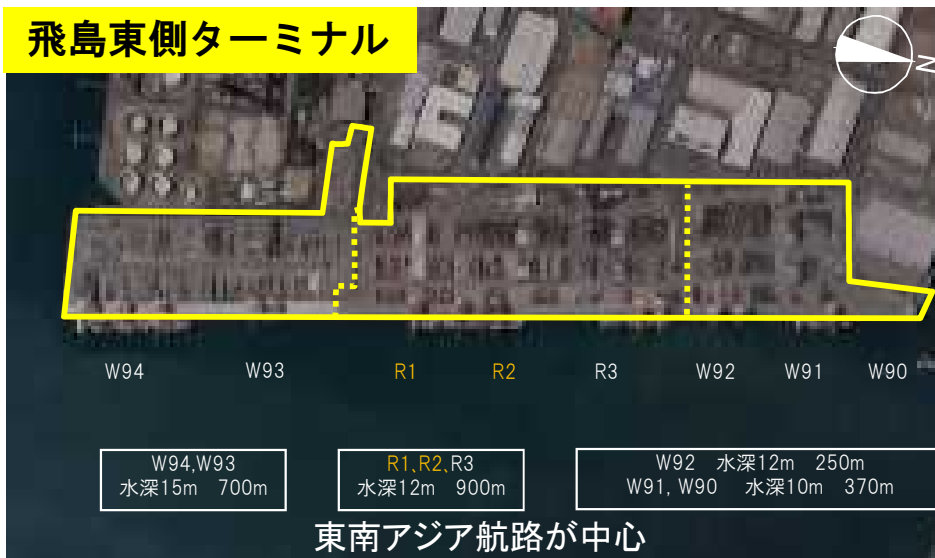 飛島東側ターミナル
N
W94 W93 R1 R2 R3 W92 W91 W90
W94,W93
水深15m 700m
R1、R2、R3
水深12m 900m
W92 水深12m 250m
W91, W90 水深10m 370m
東南アジア航路が中心